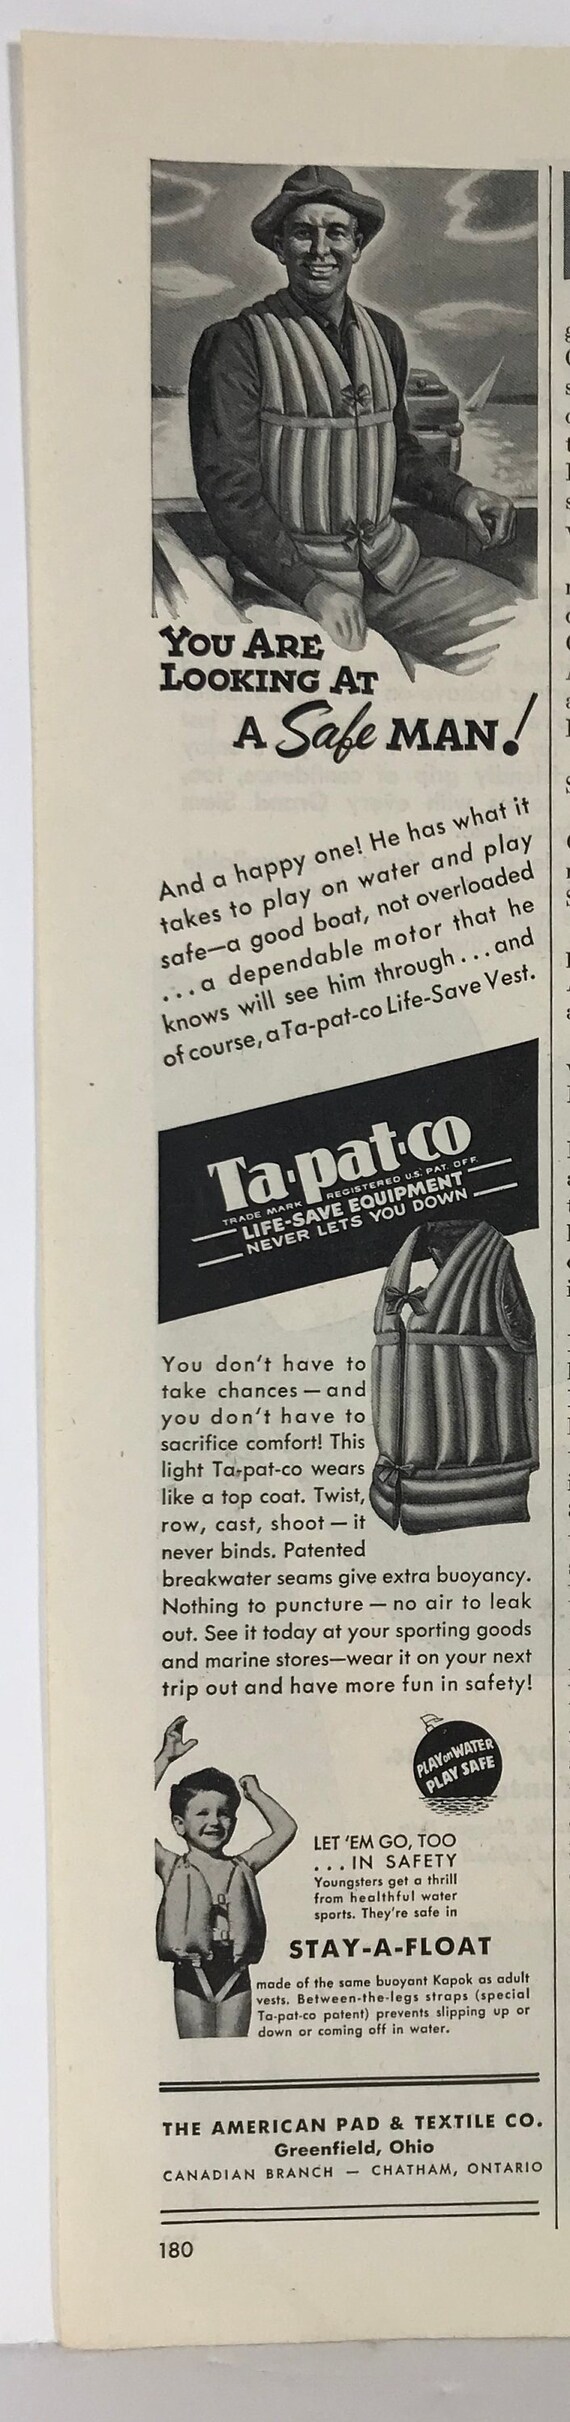 YOU ARE
LOOKING AT
A Safe MAN!
And a happy one! He has what it
takes to play on water and play
safe—a good boat, not overloaded
...a dependable motor that he
knows will see him through...and
of course, a Ta-pat-co Life-Save Vest.
Ta·pat·co
TRADE MARK REGISTERED U.S. PAT. OFF.
LIFE-SAVE EQUIPMENT
NEVER LETS YOU DOWN
You don't have to
take chances — and
you don't have to
sacrifice comfort! This
light Ta-pat-co wears
like a top coat. Twist,
row, cast, shoot — it
never binds. Patented
breakwater seams give extra buoyancy.
Nothing to puncture — no air to leak
out. See it today at your sporting goods
and marine stores—wear it on your next
trip out and have more fun in safety!
PLAY on WATER
PLAY SAFE
LET 'EM GO, TOO
...IN SAFETY
Youngsters get a thrill
from healthful water
sports. They're safe in
STAY-A-FLOAT
made of the same buoyant Kapok as adult
vests. Between-the-legs straps (special
Ta-pat-co patent) prevents slipping up or
down or coming off in water.
THE AMERICAN PAD & TEXTILE CO.
Greenfield, Ohio
CANADIAN BRANCH — CHATHAM, ONTARIO
180